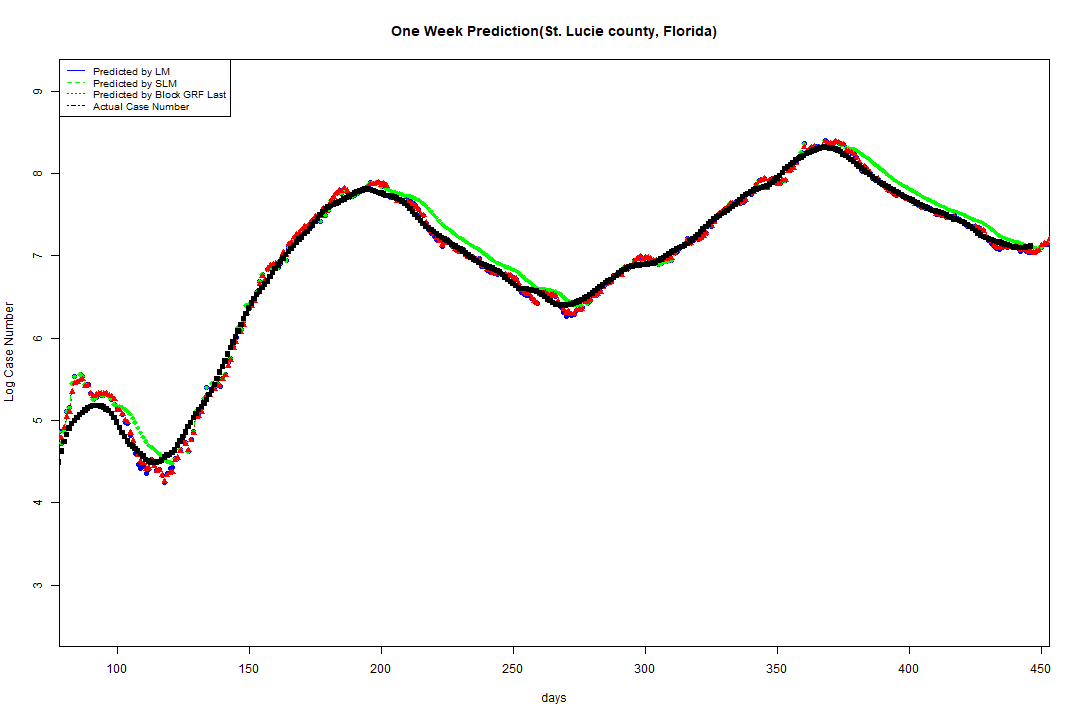 One Week Prediction(St. Lucie county, Florida)
Predicted by LM
Predicted by SLM
Predicted by Block GRF Last
Actual Case Number
9
8
7
6
5
4
3
Log Case Number
100 150 200 250 300 350 400 450
days